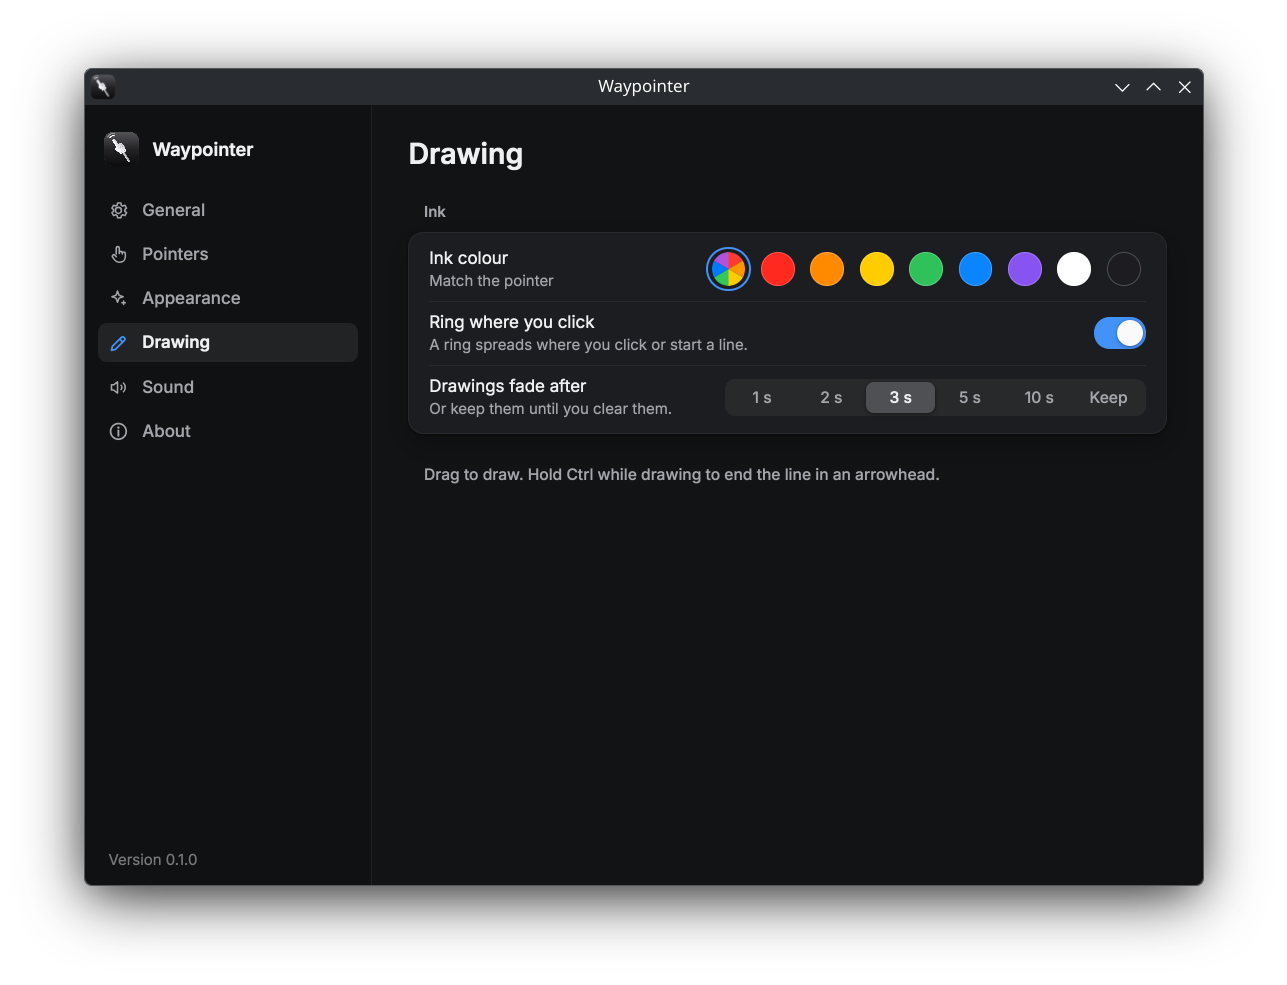 Waypointer
Waypointer
General
Pointers
Appearance
Drawing
Sound
About
Version 0.1.0
Drawing
Ink
Ink colour
Match the pointer
Ring where you click
A ring spreads where you click or start a line.
Drawings fade after
Or keep them until you clear them.
1 s 2 s 3 s 5 s 10 s Keep
Drag to draw. Hold Ctrl while drawing to end the line in an arrowhead.